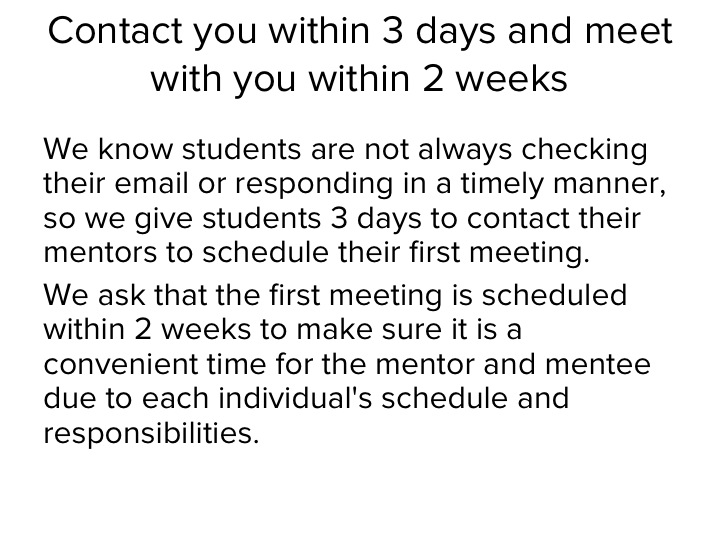 Contact you within 3 days and meet
with you within 2 weeks
We know students are not always checking
their email or responding in a timely manner,
so we give students 3 days to contact their
mentors to schedule their first meeting.
We ask that the first meeting is scheduled
within 2 weeks to make sure it is a
convenient time for the mentor and mentee
due to each individual's schedule and
responsibilities.